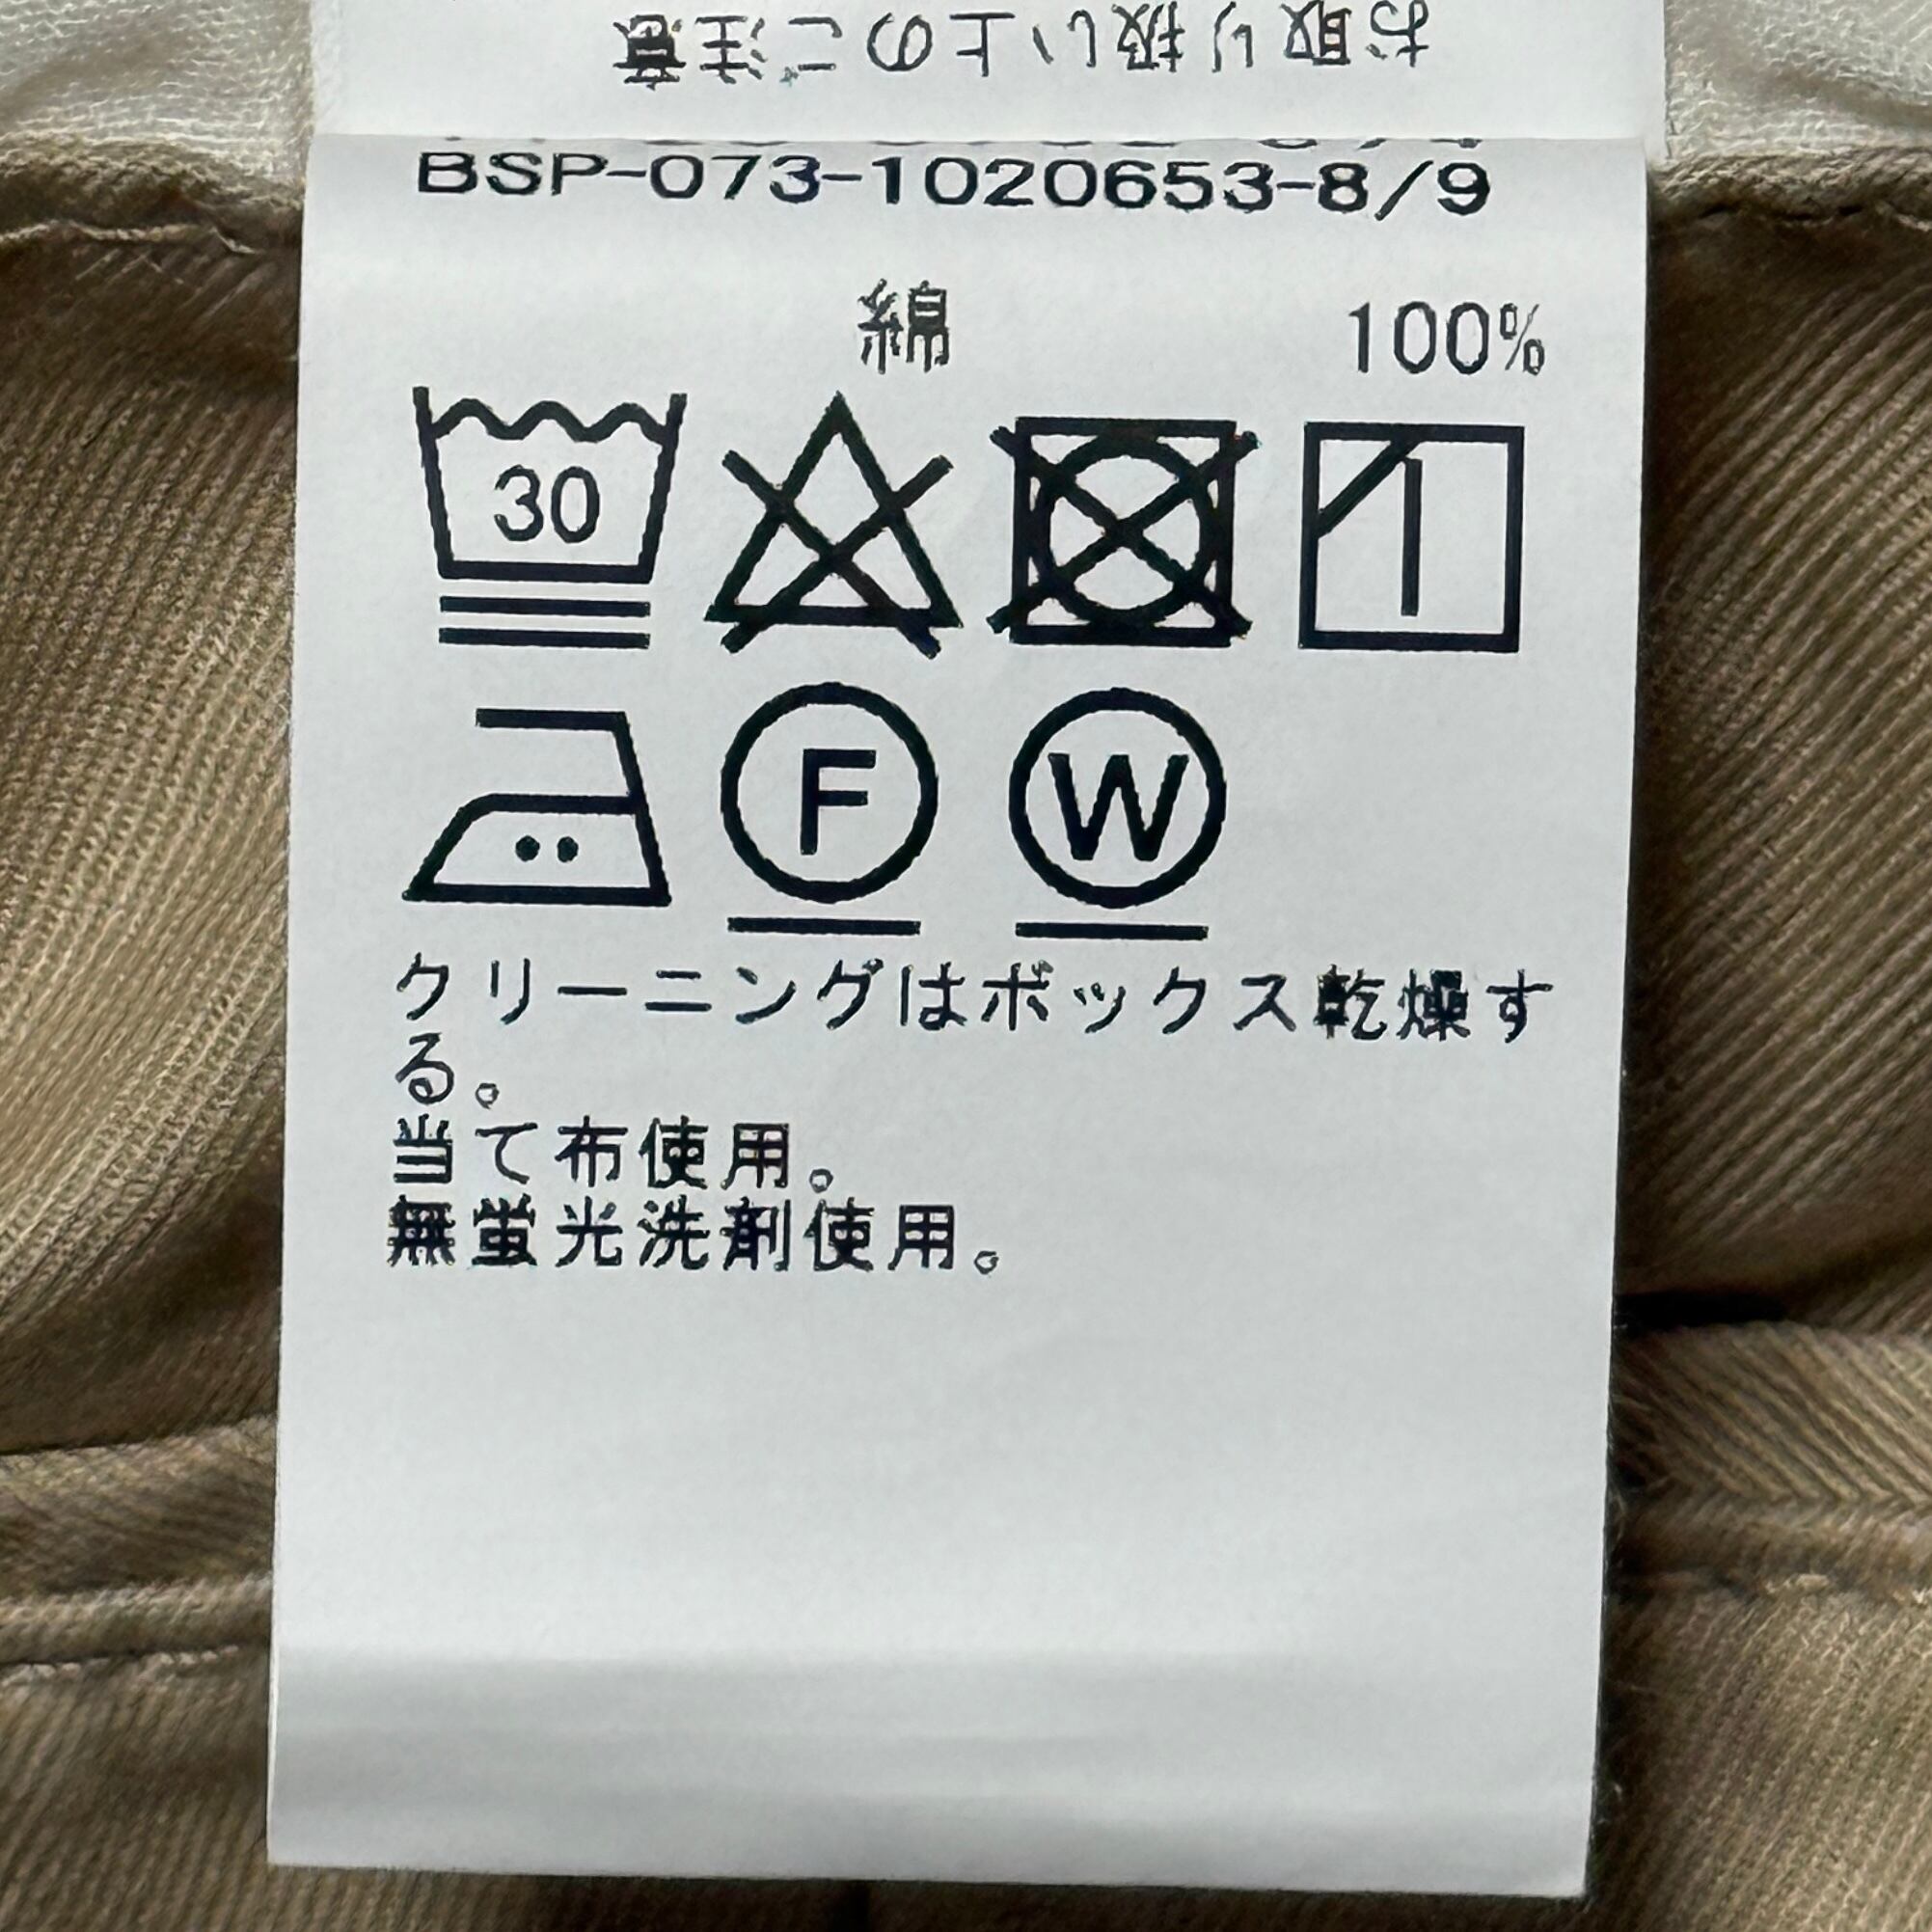 お取り扱い上のご注意
BSP-073-1020653-8/9
綿 100%
30
F W
クリーニングはボックス乾燥す
る。
当て布使用。
無蛍光洗剤使用。